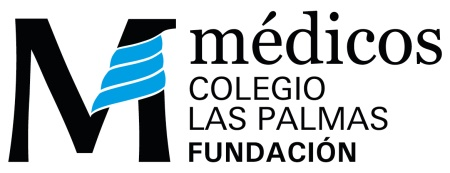 M médicos
COLEGIO
LAS PALMAS
FUNDACIÓN